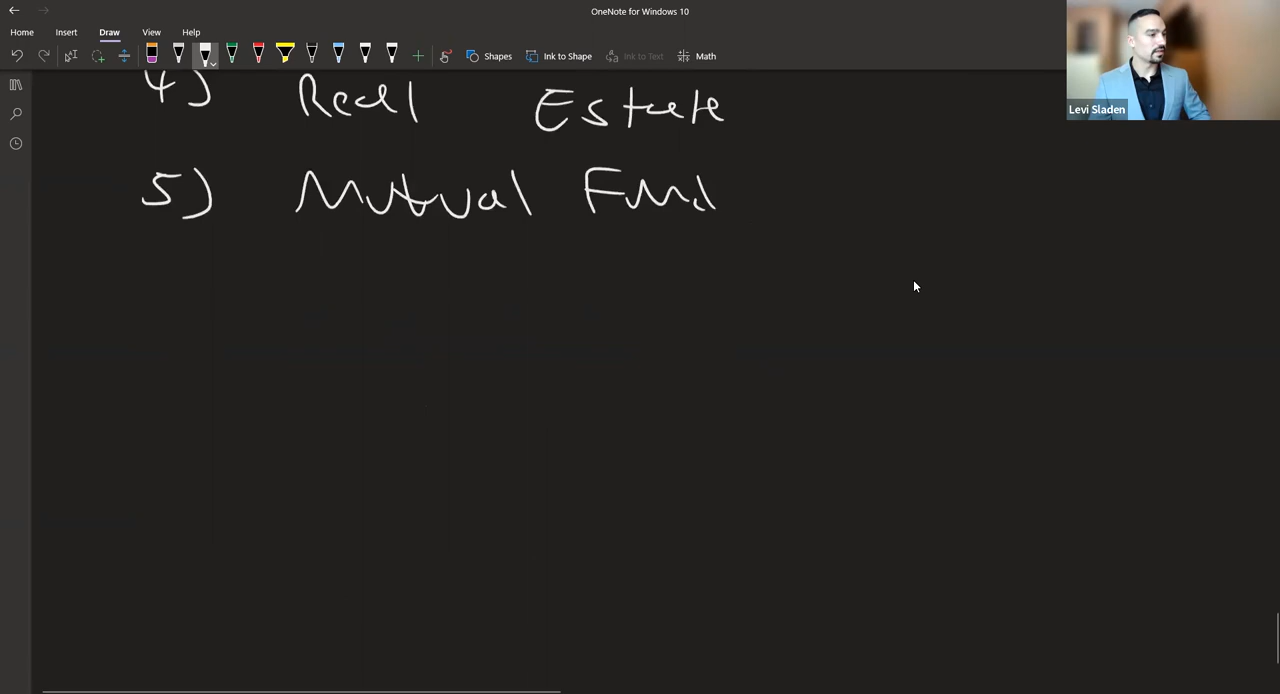 OneNote for Windows 10
Home Insert Draw View Help
Shapes Ink to Shape Ink to Text Math
Levi Sladen
4) Real Estate
5) Mutual Fund